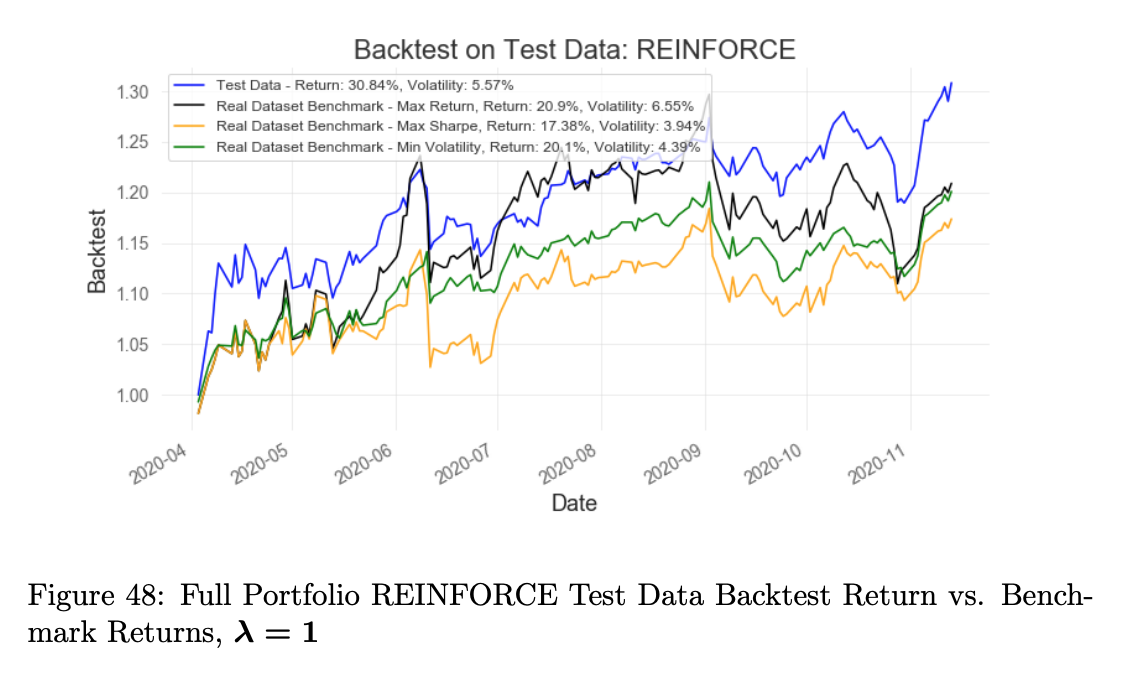 Backtest on Test Data: REINFORCE
Test Data - Return: 30.84%, Volatility: 5.57%
Real Dataset Benchmark - Max Return, Return: 20.9%, Volatility: 6.55%
Real Dataset Benchmark - Max Sharpe, Return: 17.38%, Volatility: 3.94%
Real Dataset Benchmark - Min Volatility, Return: 20.1%, Volatility: 4.39%
1.30
1.25
1.20
1.15
1.10
1.05
1.00
Backtest
2020-04
2020-05
2020-06
2020-07
2020-08
2020-09
2020-10
2020-11
Date
Figure 48: Full Portfolio REINFORCE Test Data Backtest Return vs. Bench-
mark Returns, λ = 1